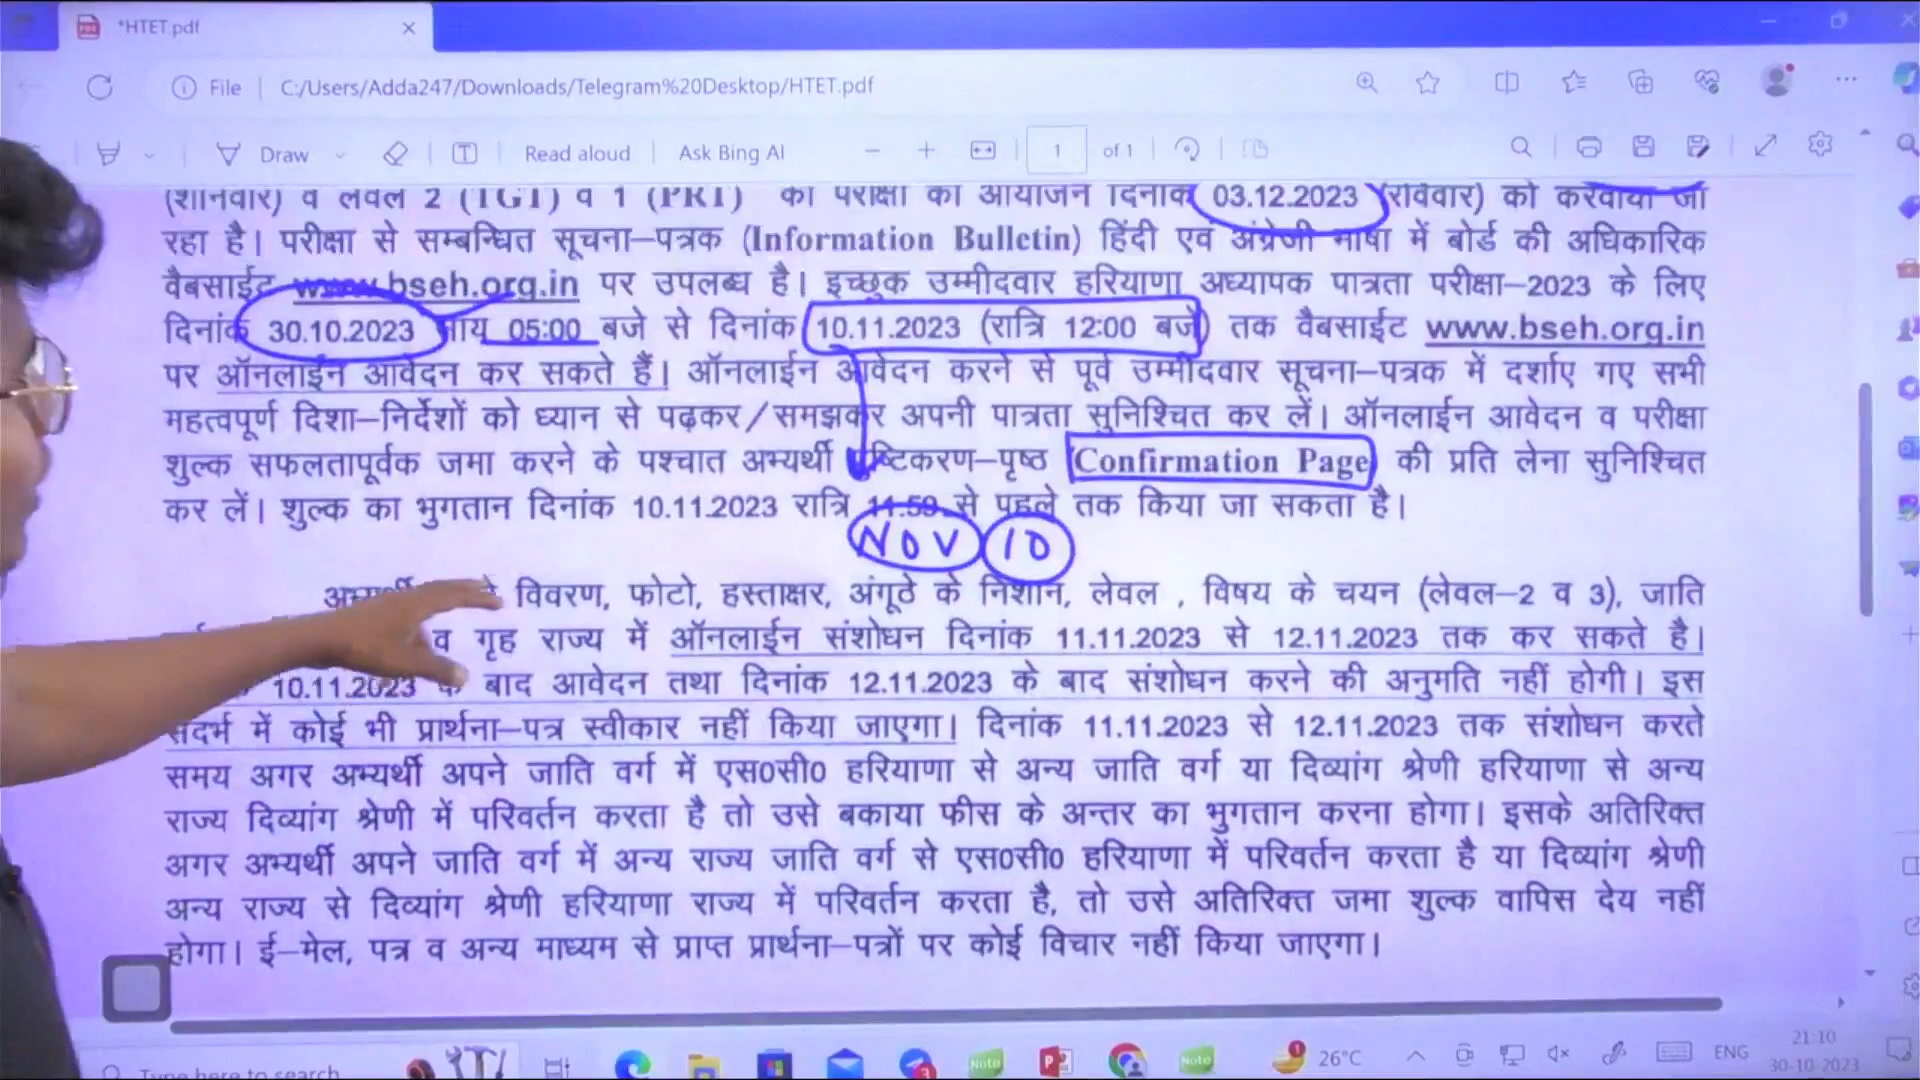 *HTET.pdf
File C:/Users/Adda247/Downloads/Telegram%20Desktop/HTET.pdf
Draw Read aloud Ask Bing AI 1 of 1
(शनिवार) व लेवल 2 (TGT) व 1 (PRT) की परीक्षा का आयोजन दिनांक 03.12.2023 (रविवार) को करवाया जा
रहा है। परीक्षा से सम्बन्धित सूचना–पत्रक (Information Bulletin) हिंदी एवं अंग्रेजी भाषा में बोर्ड की अधिकारिक
वैबसाईट www.bseh.org.in पर उपलब्ध है। इच्छुक उम्मीदवार हरियाणा अध्यापक पात्रता परीक्षा–2023 के लिए
दिनांक 30.10.2023 05:00 बजे से दिनांक 10.11.2023 (रात्रि 12:00 बजे) तक वैबसाईट www.bseh.org.in
पर ऑनलाईन आवेदन कर सकते हैं। ऑनलाईन आवेदन करने से पूर्व उम्मीदवार सूचना–पत्रक में दर्शाए गए सभी
महत्वपूर्ण दिशा–निर्देशों को ध्यान से पढ़कर/समझकर अपनी पात्रता सुनिश्चित कर लें। ऑनलाईन आवेदन व परीक्षा
शुल्क सफलतापूर्वक जमा करने के पश्चात अभ्यर्थी पुष्टिकरण–पृष्ठ (Confirmation Page) की प्रति लेना सुनिश्चित
कर लें। शुल्क का भुगतान दिनांक 10.11.2023 रात्रि 11.59 से पहले तक किया जा सकता है।
NOV 10
विवरण, फोटो, हस्ताक्षर, अंगूठे के निशान, लेवल , विषय के चयन (लेवल–2 व 3), जाति
व गृह राज्य में ऑनलाईन संशोधन दिनांक 11.11.2023 से 12.11.2023 तक कर सकते है।
10.11.2023 के बाद आवेदन तथा दिनांक 12.11.2023 के बाद संशोधन करने की अनुमति नहीं होगी। इस
संदर्भ में कोई भी प्रार्थना–पत्र स्वीकार नहीं किया जाएगा। दिनांक 11.11.2023 से 12.11.2023 तक संशोधन करते
समय अगर अभ्यर्थी अपने जाति वर्ग में एस0सी0 हरियाणा से अन्य जाति वर्ग या दिव्यांग श्रेणी हरियाणा से अन्य
राज्य दिव्यांग श्रेणी में परिवर्तन करता है तो उसे बकाया फीस के अन्तर का भुगतान करना होगा। इसके अतिरिक्त
अगर अभ्यर्थी अपने जाति वर्ग में अन्य राज्य जाति वर्ग से एस0सी0 हरियाणा में परिवर्तन करता है या दिव्यांग श्रेणी
अन्य राज्य से दिव्यांग श्रेणी हरियाणा राज्य में परिवर्तन करता है, तो उसे अतिरिक्त जमा शुल्क वापिस देय नहीं
होगा। ई–मेल, पत्र व अन्य माध्यम से प्राप्त प्रार्थना–पत्रों पर कोई विचार नहीं किया जाएगा।
Type here to search 26°C ENG 21:10
30-10-2023